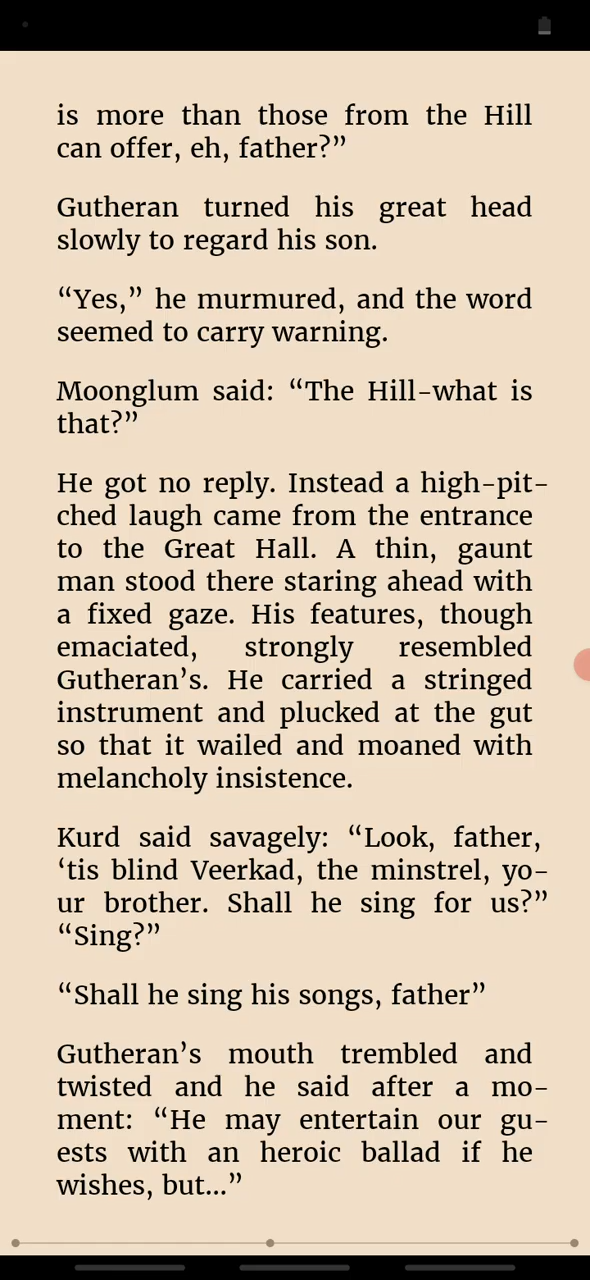 is more than those from the Hill
can offer, eh, father?”
Gutheran turned his great head
slowly to regard his son.
“Yes,” he murmured, and the word
seemed to carry warning.
Moonglum said: “The Hill-what is
that?”
He got no reply. Instead a high-pit-
ched laugh came from the entrance
to the Great Hall. A thin, gaunt
man stood there staring ahead with
a fixed gaze. His features, though
emaciated, strongly resembled
Gutheran’s. He carried a stringed
instrument and plucked at the gut
so that it wailed and moaned with
melancholy insistence.
Kurd said savagely: “Look, father,
‘tis blind Veerkad, the minstrel, yo-
ur brother. Shall he sing for us?”
“Sing?”
“Shall he sing his songs, father”
Gutheran’s mouth trembled and
twisted and he said after a mo-
ment: “He may entertain our gu-
ests with an heroic ballad if he
wishes, but...”